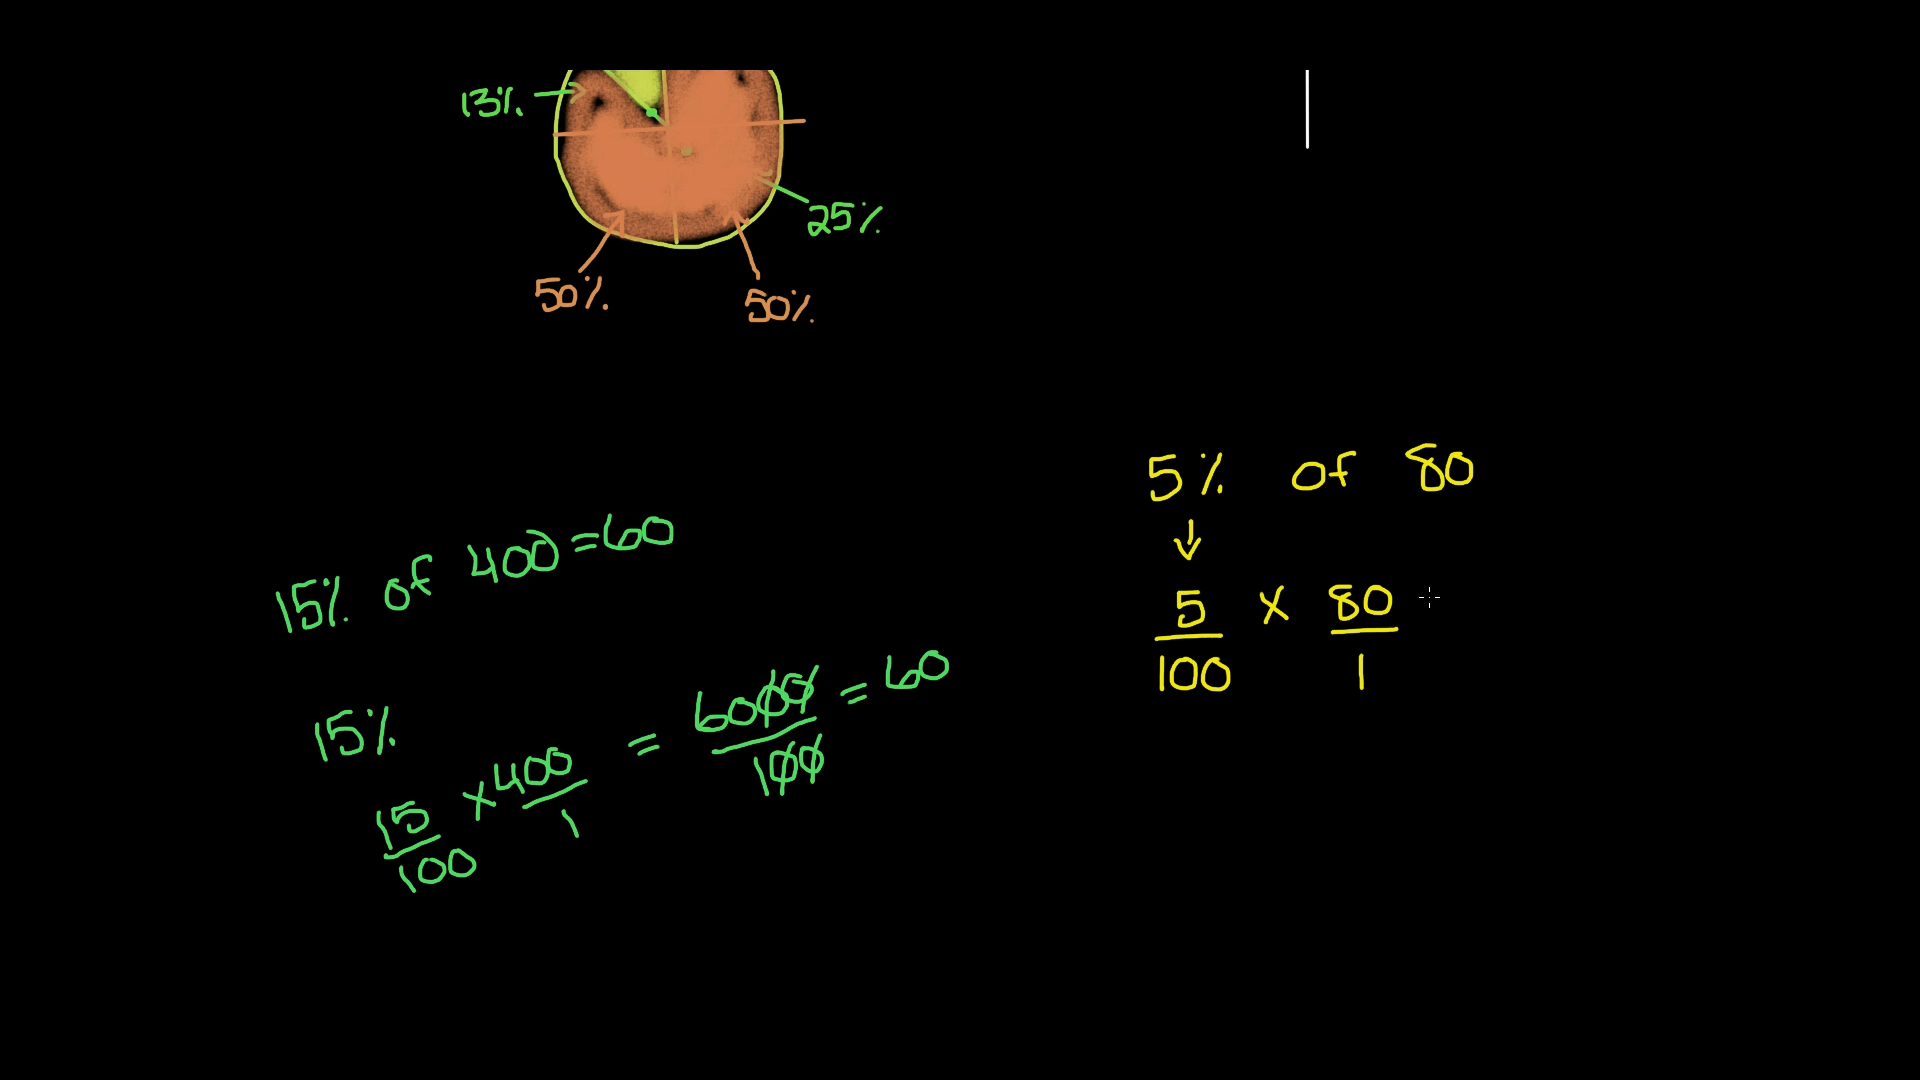 13%
25%
50%
50%
15% of 400 = 60
15%
15/100 x 400/1 = 6000/100 = 60
5% of 80
5/100 x 80/1